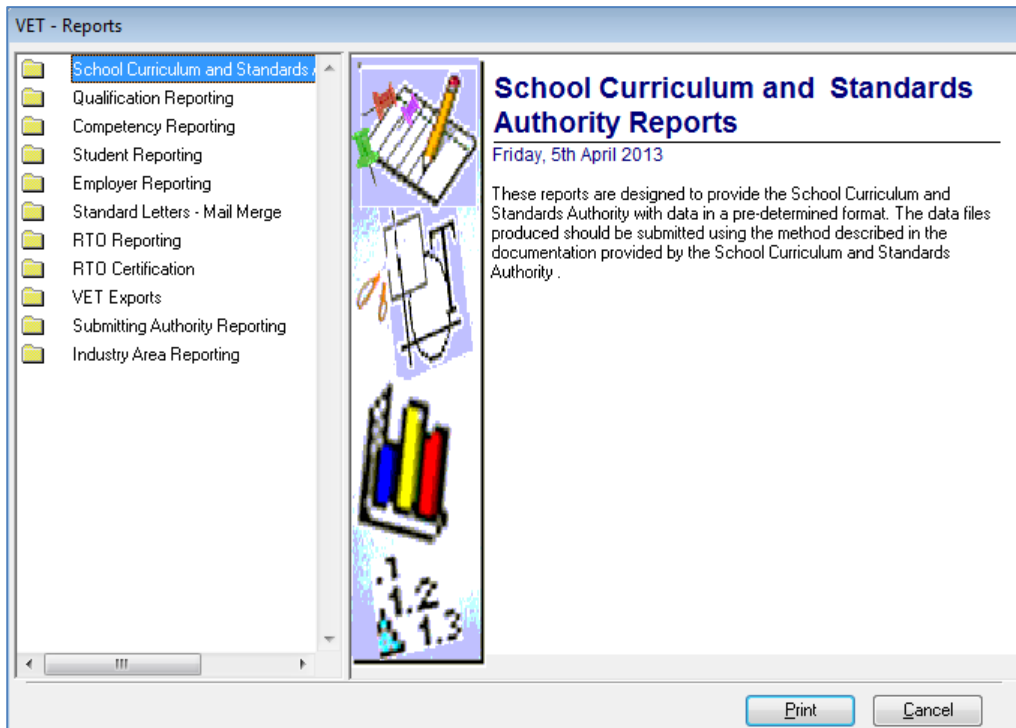 VET - Reports
School Curriculum and Standards
Qualification Reporting
Competency Reporting
Student Reporting
Employer Reporting
Standard Letters - Mail Merge
RTO Reporting
RTO Certification
VET Exports
Submitting Authority Reporting
Industry Area Reporting
.1
1.2
1.3
School Curriculum and  Standards
Authority Reports
Friday, 5th April 2013
These reports are designed to provide the School Curriculum and
Standards Authority with data in a pre-determined format. The data files
produced should be submitted using the method described in the
documentation provided by the School Curriculum and Standards
Authority .
Print
Cancel